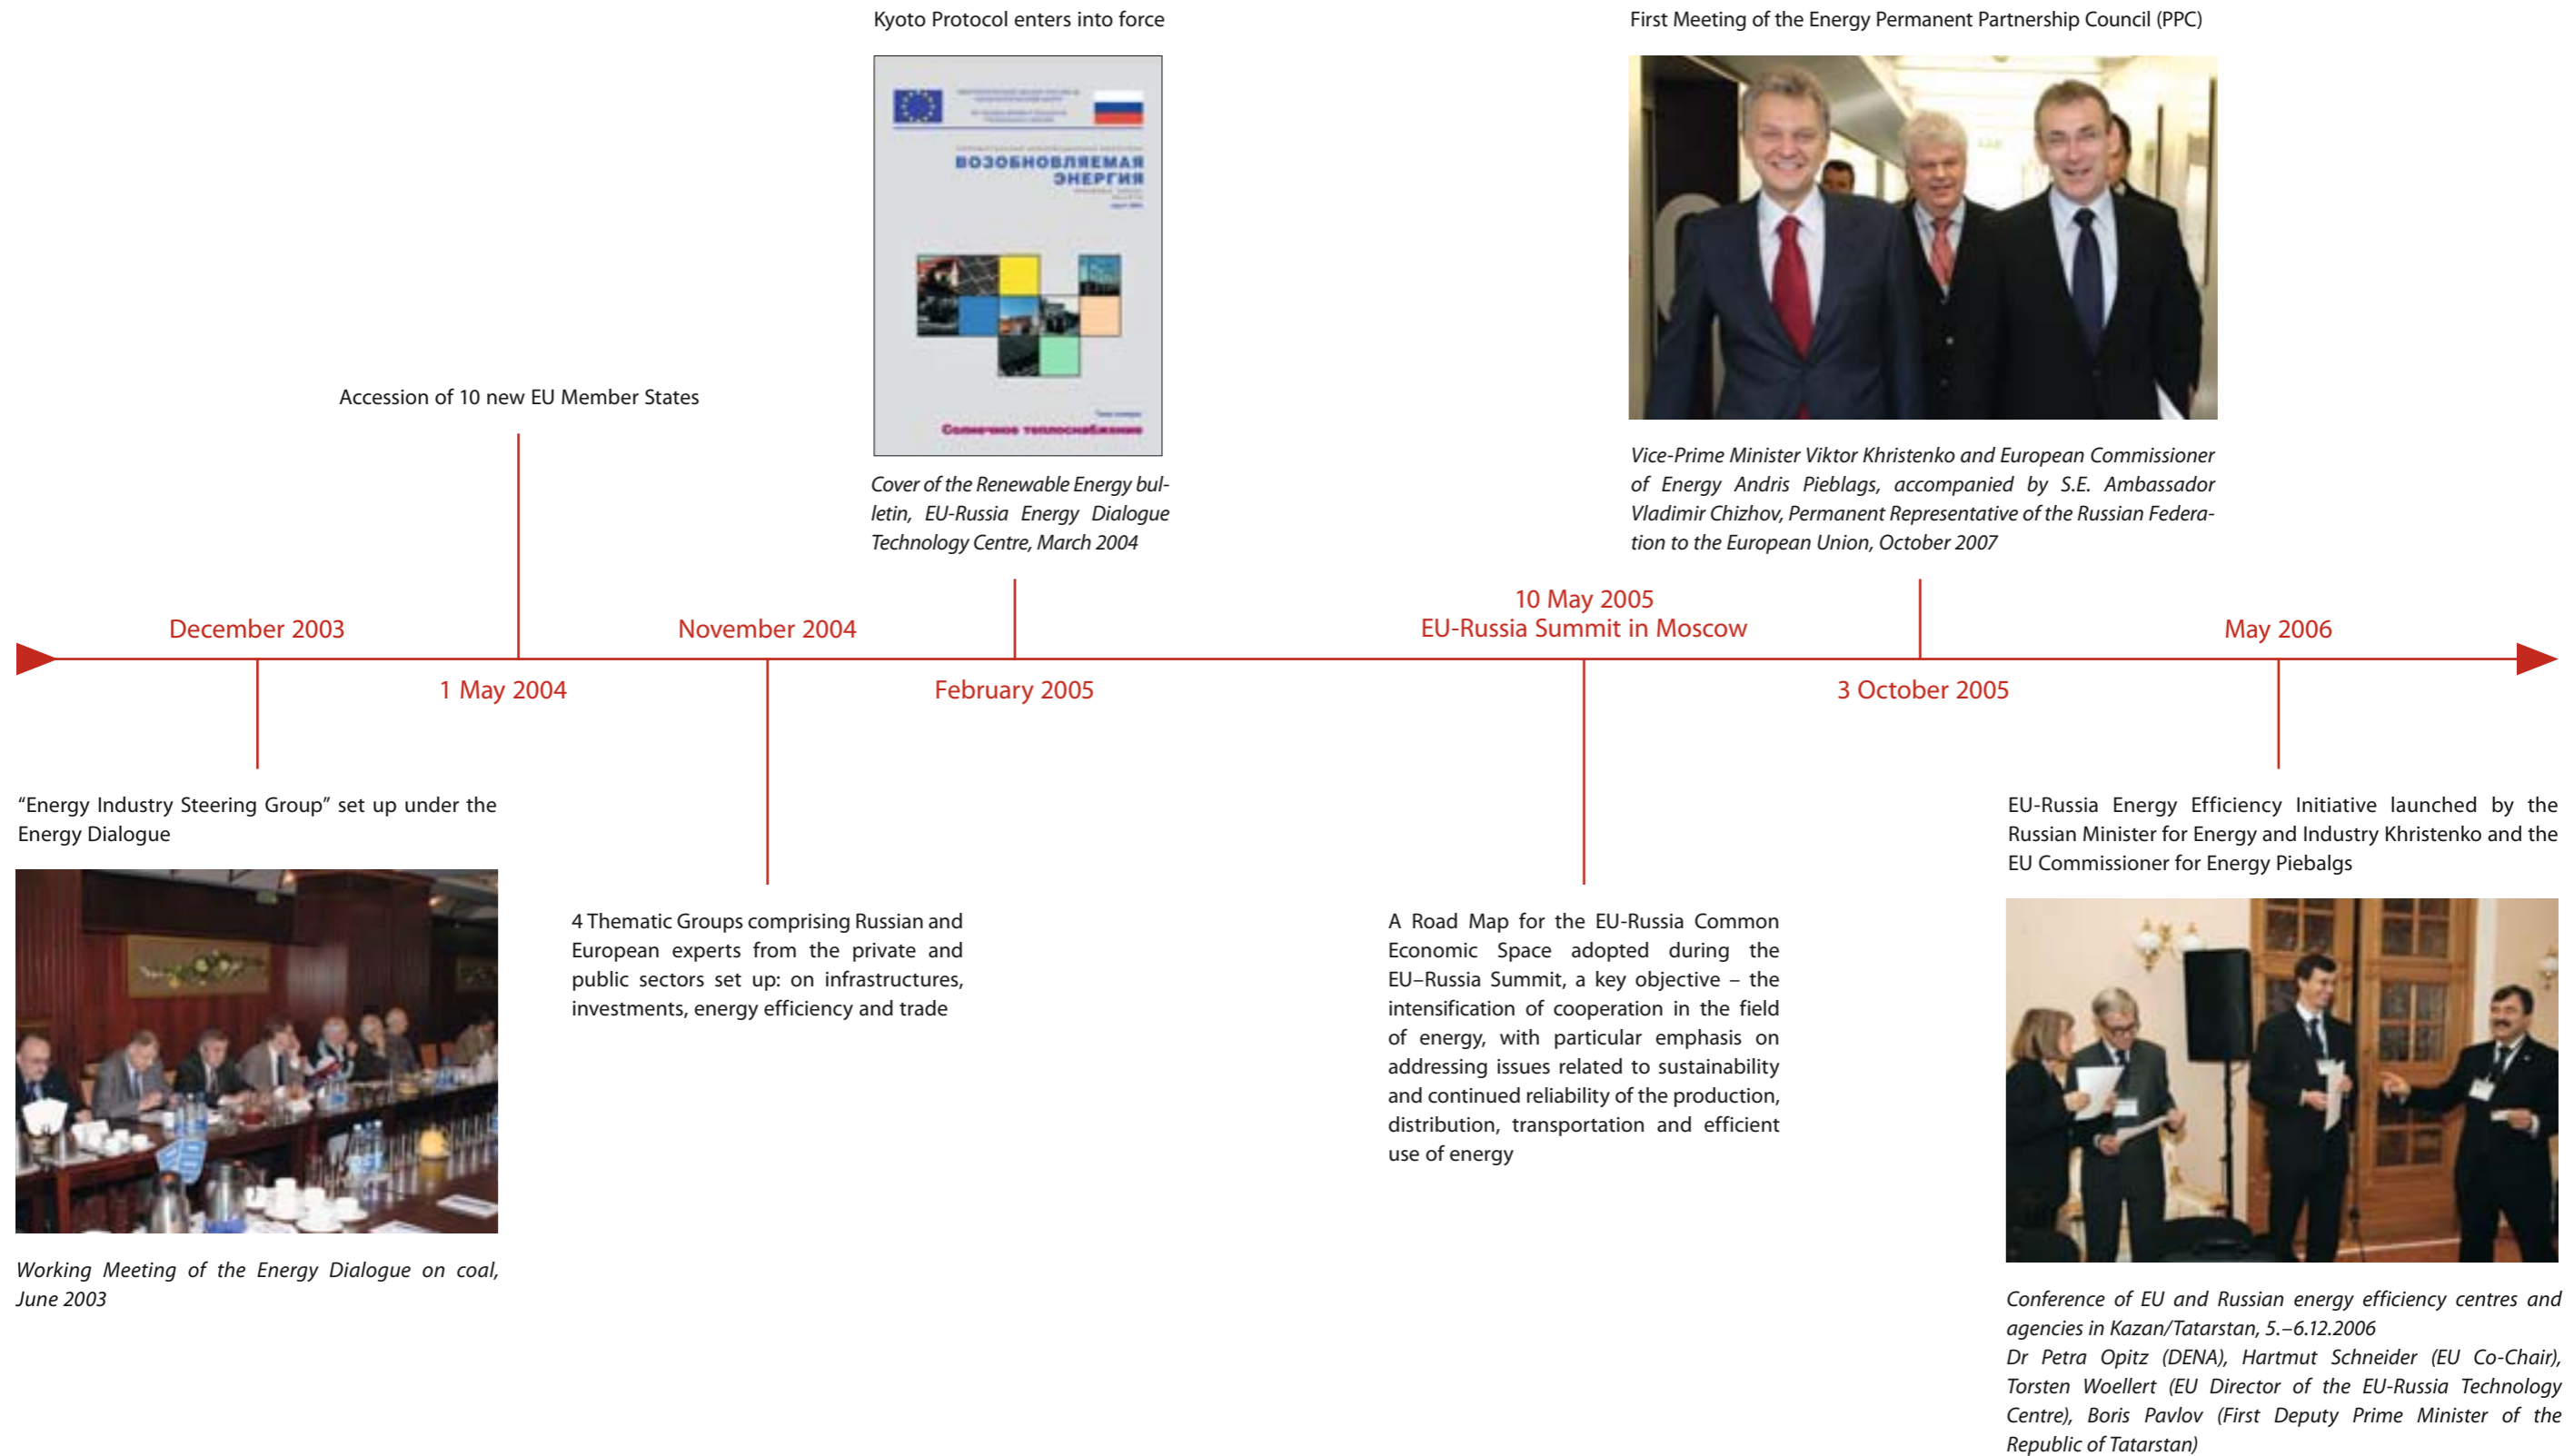 Kyoto Protocol enters into force
ВОЗОБНОВЛЯЕМАЯ
ЭНЕРГИЯ
Солнечное теплоснабжение
Cover of the Renewable Energy bul-
letin, EU-Russia Energy Dialogue
Technology Centre, March 2004
First Meeting of the Energy Permanent Partnership Council (PPC)
Vice-Prime Minister Viktor Khristenko and European Commissioner
of Energy Andris Pieblags, accompanied by S.E. Ambassador
Vladimir Chizhov, Permanent Representative of the Russian Federa-
tion to the European Union, October 2007
Accession of 10 new EU Member States
December 2003
1 May 2004
November 2004
February 2005
10 May 2005
EU-Russia Summit in Moscow
3 October 2005
May 2006
“Energy Industry Steering Group” set up under the
Energy Dialogue
Working Meeting of the Energy Dialogue on coal,
June 2003
4 Thematic Groups comprising Russian and
European experts from the private and
public sectors set up: on infrastructures,
investments, energy efficiency and trade
A Road Map for the EU-Russia Common
Economic Space adopted during the
EU–Russia Summit, a key objective – the
intensification of cooperation in the field
of energy, with particular emphasis on
addressing issues related to sustainability
and continued reliability of the production,
distribution, transportation and efficient
use of energy
EU-Russia Energy Efficiency Initiative launched by the
Russian Minister for Energy and Industry Khristenko and the
EU Commissioner for Energy Piebalgs
Conference of EU and Russian energy efficiency centres and
agencies in Kazan/Tatarstan, 5.–6.12.2006
Dr Petra Opitz (DENA), Hartmut Schneider (EU Co-Chair),
Torsten Woellert (EU Director of the EU-Russia Technology
Centre), Boris Pavlov (First Deputy Prime Minister of the
Republic of Tatarstan)